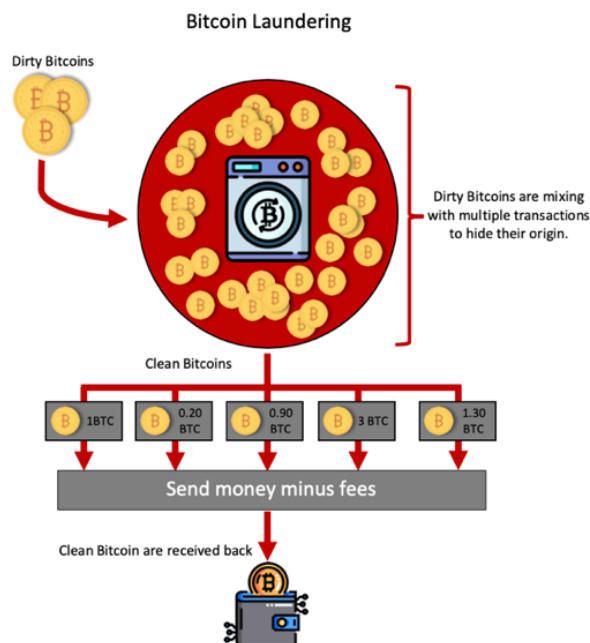 Bitcoin Laundering
Dirty Bitcoins
Dirty Bitcoins are mixing
with multiple transactions
to hide their origin.
Clean Bitcoins
1BTC
0.20
BTC
0.90
BTC
3 BTC
1.30
BTC
Send money minus fees
Clean Bitcoin are received back